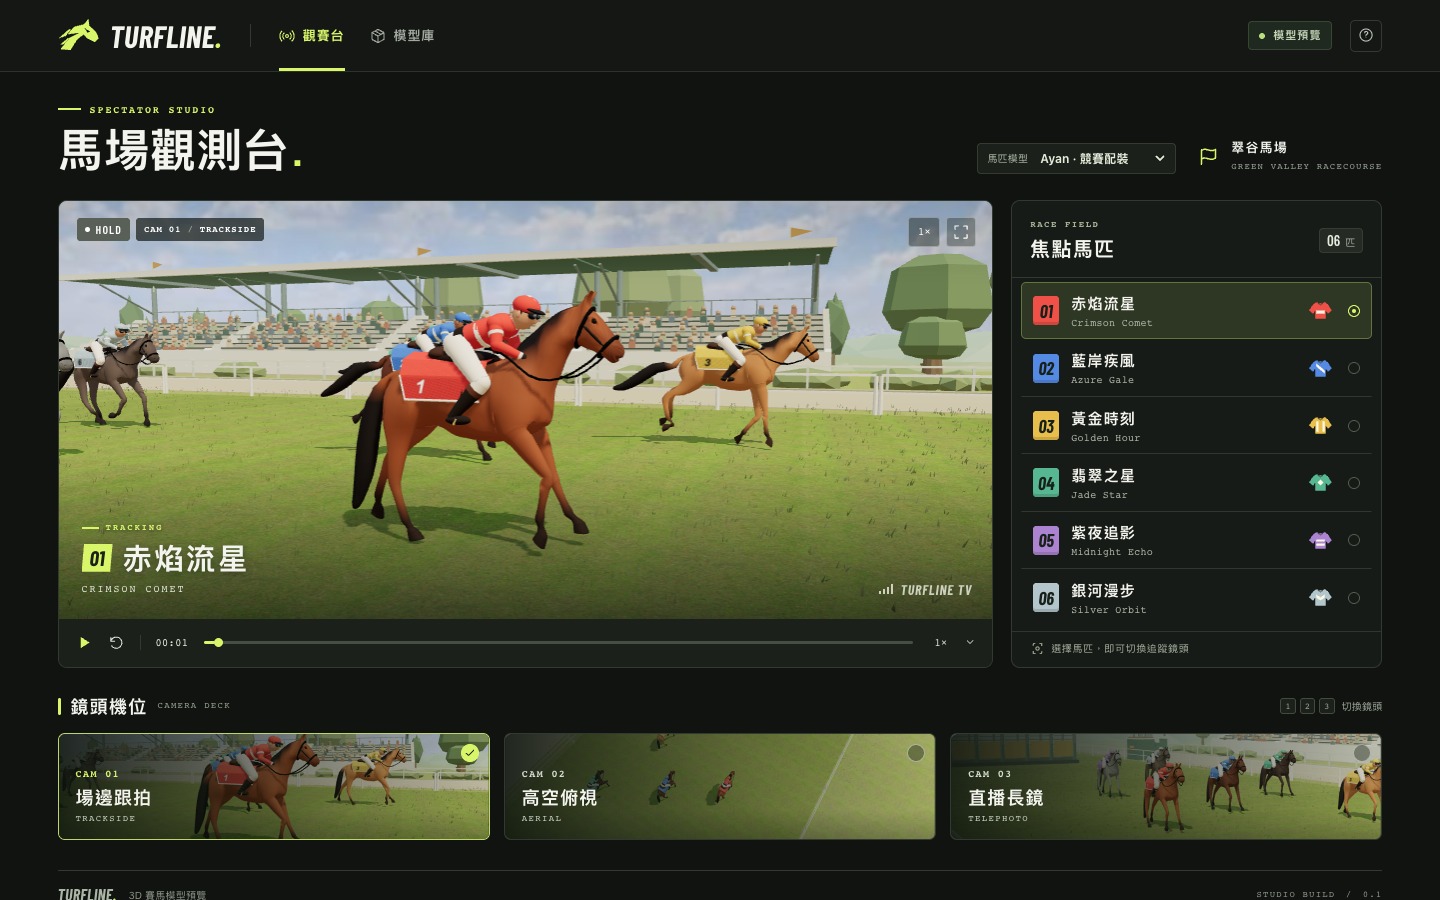 TURFLINE.
觀賽台
模型庫
模型預覽
SPECTATOR STUDIO
馬場觀測台.
馬匹模型
Ayan · 競賽配裝
翠谷馬場
GREEN VALLEY RACECOURSE
HOLD
CAM 01 / TRACKSIDE
1×
1
3
TRACKING
01 赤焰流星
CRIMSON COMET
TURFLINE TV
00:01
1×
RACE FIELD
焦點馬匹
06 匹
01
赤焰流星
Crimson Comet
02
藍岸疾風
Azure Gale
03
黃金時刻
Golden Hour
04
翡翠之星
Jade Star
05
紫夜追影
Midnight Echo
06
銀河漫步
Silver Orbit
選擇馬匹，即可切換追蹤鏡頭
鏡頭機位 CAMERA DECK
1 2 3 切換鏡頭
CAM 01
場邊跟拍
TRACKSIDE
1
CAM 02
高空俯視
AERIAL
CAM 03
直播長鏡
TELEPHOTO
TURFLINE. 3D 賽馬模型預覽
STUDIO BUILD / 0.1